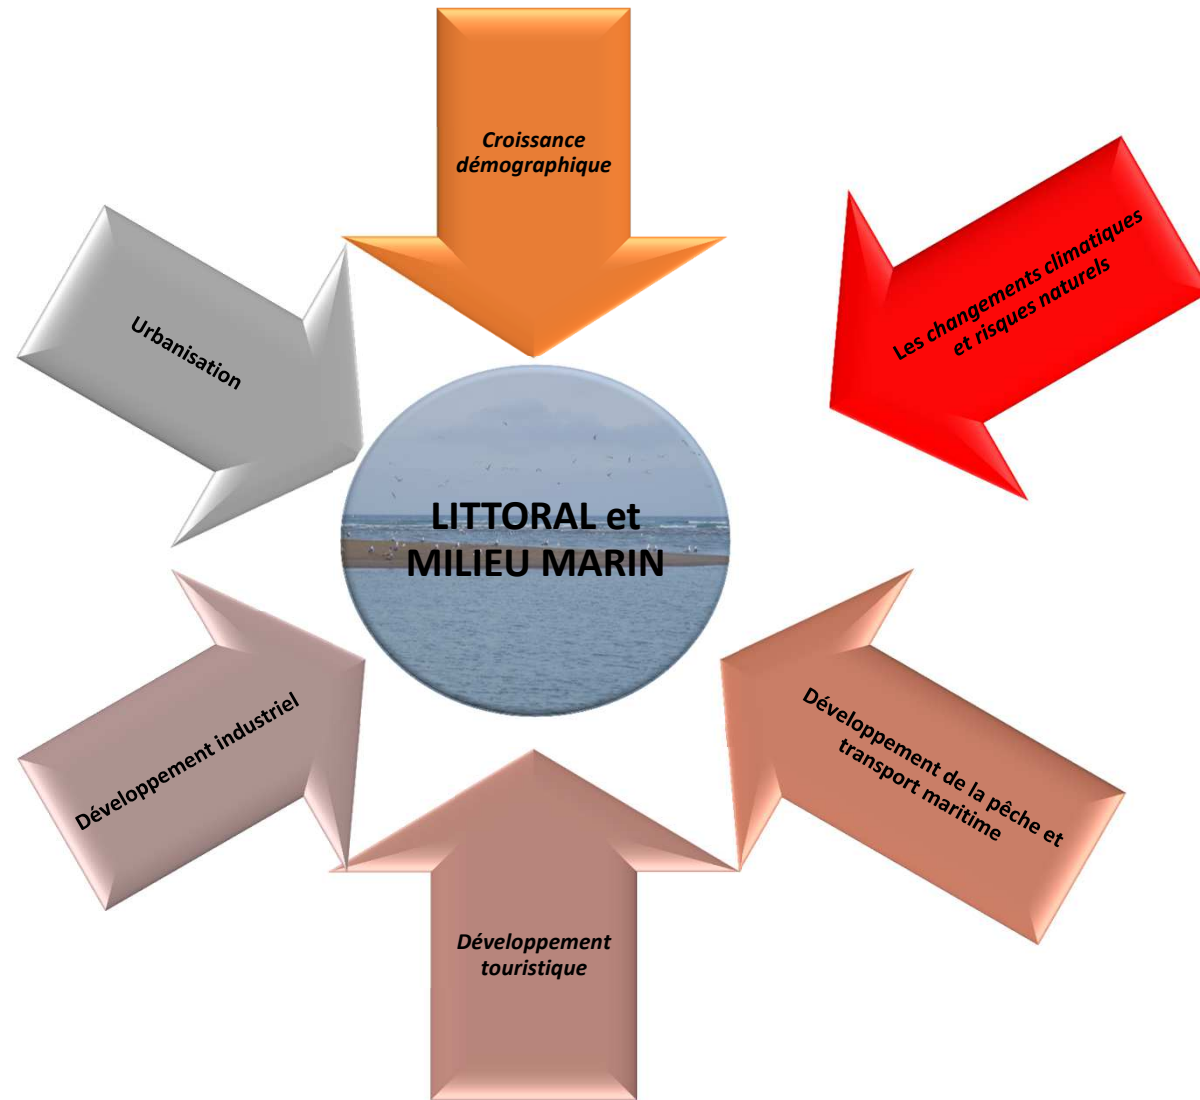 Croissance
démographique
Les changements climatiques
et risques naturels
Urbanisation
LITTORAL et
MILIEU MARIN
Développement industriel
Développement de la pêche et
transport maritime
Développement
touristique